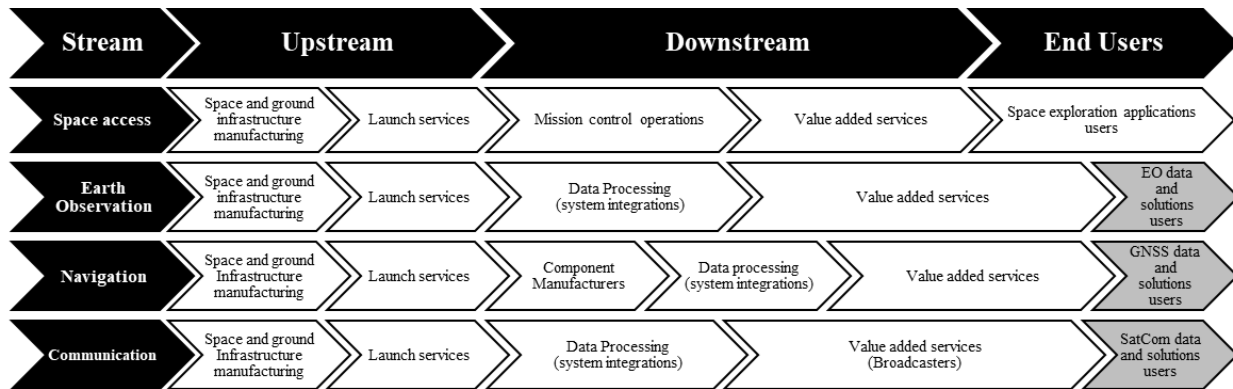 Stream
Upstream
Downstream
End Users
Space access
Space and ground
infrastructure
manufacturing
Launch services
Mission control operations
Value added services
Space exploration applications
users
Earth
Observation
Space and ground
infrastructure
manufacturing
Launch services
Data Processing
(system integrations)
Value added services
EO data
and
solutions
users
Navigation
Space and ground
Infrastructure
manufacturing
Launch services
Component
Manufacturers
Data processing
(system integrations)
Value added services
GNSS data
and
solutions
users
Communication
Space and ground
Infrastructure
manufacturing
Launch services
Data Processing
(system integrations)
Value added services
(Broadcasters)
SatCom data
and solutions
users